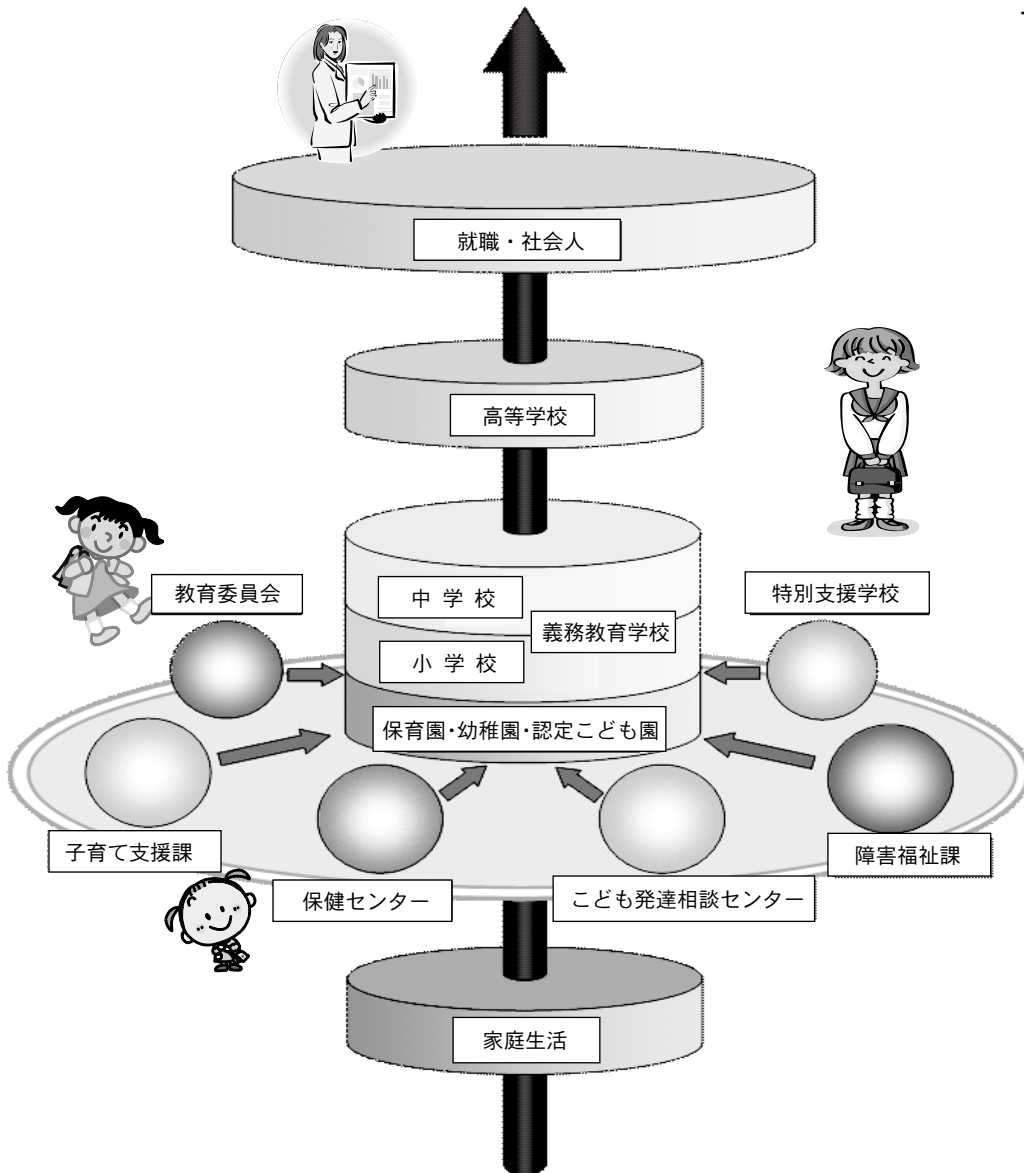 就職・社会人
高等学校
教育委員会
中学校
特別支援学校
義務教育学校
小学校
保育園・幼稚園・認定こども園
子育て支援課
障害福祉課
保健センター
こども発達相談センター
家庭生活